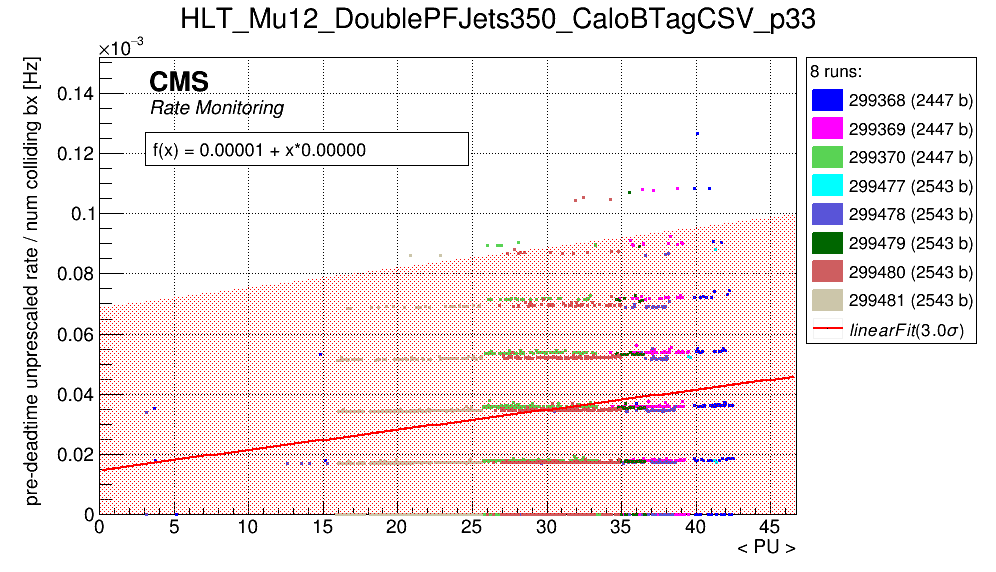 HLT_Mu12_DoublePFJets350_CaloBTagCSV_p33
×10⁻³
pre-deadtime unprescaled rate / num colliding bx [Hz]
CMS
Rate Monitoring
f(x) = 0.00001 + x*0.00000
0.14
0.12
0.1
0.08
0.06
0.04
0.02
0
0 5 10 15 20 25 30 35 40 45
< PU >
8 runs:
299368 (2447 b)
299369 (2447 b)
299370 (2447 b)
299477 (2543 b)
299478 (2543 b)
299479 (2543 b)
299480 (2543 b)
299481 (2543 b)
linearFit(3.0σ)